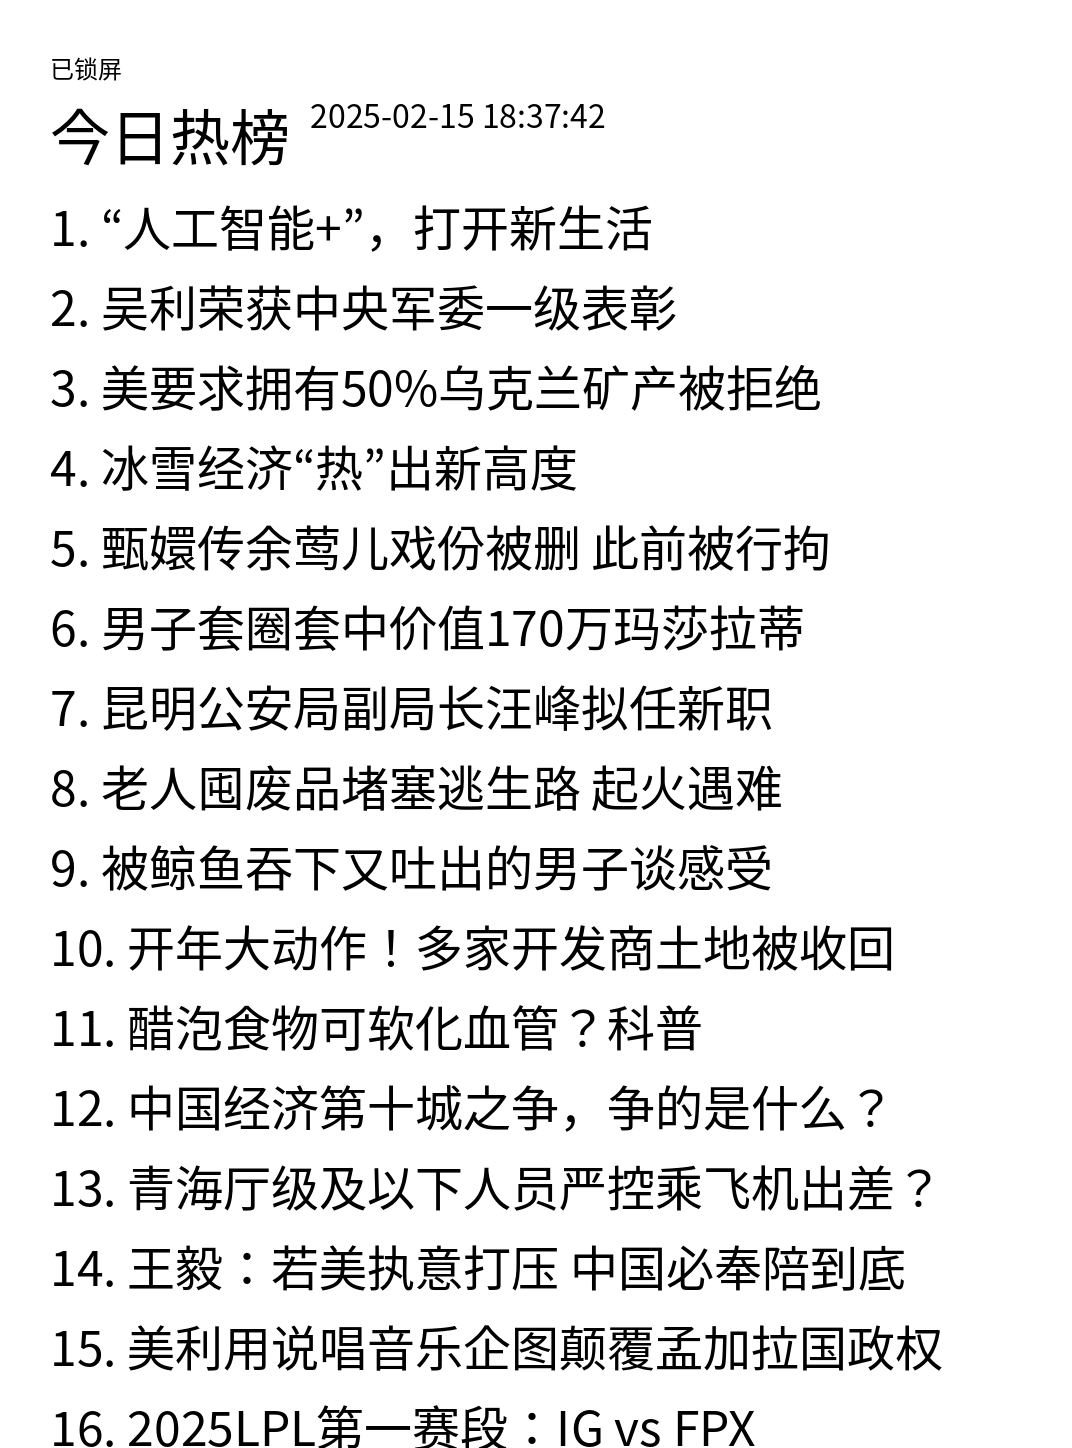 已锁屏
今日热榜 2025-02-15 18:37:42
1. “人工智能+”，打开新生活
2. 吴利荣获中央军委一级表彰
3. 美要求拥有50%乌克兰矿产被拒绝
4. 冰雪经济“热”出新高度
5. 甄嬛传余莺儿戏份被删 此前被行拘
6. 男子套圈套中价值170万玛莎拉蒂
7. 昆明公安局副局长汪峰拟任新职
8. 老人囤废品堵塞逃生路 起火遇难
9. 被鲸鱼吞下又吐出的男子谈感受
10. 开年大动作！多家开发商土地被收回
11. 醋泡食物可软化血管？科普
12. 中国经济第十城之争，争的是什么？
13. 青海厅级及以下人员严控乘飞机出差？
14. 王毅：若美执意打压 中国必奉陪到底
15. 美利用说唱音乐企图颠覆孟加拉国政权
16. 2025LPL第一赛段：IG vs FPX